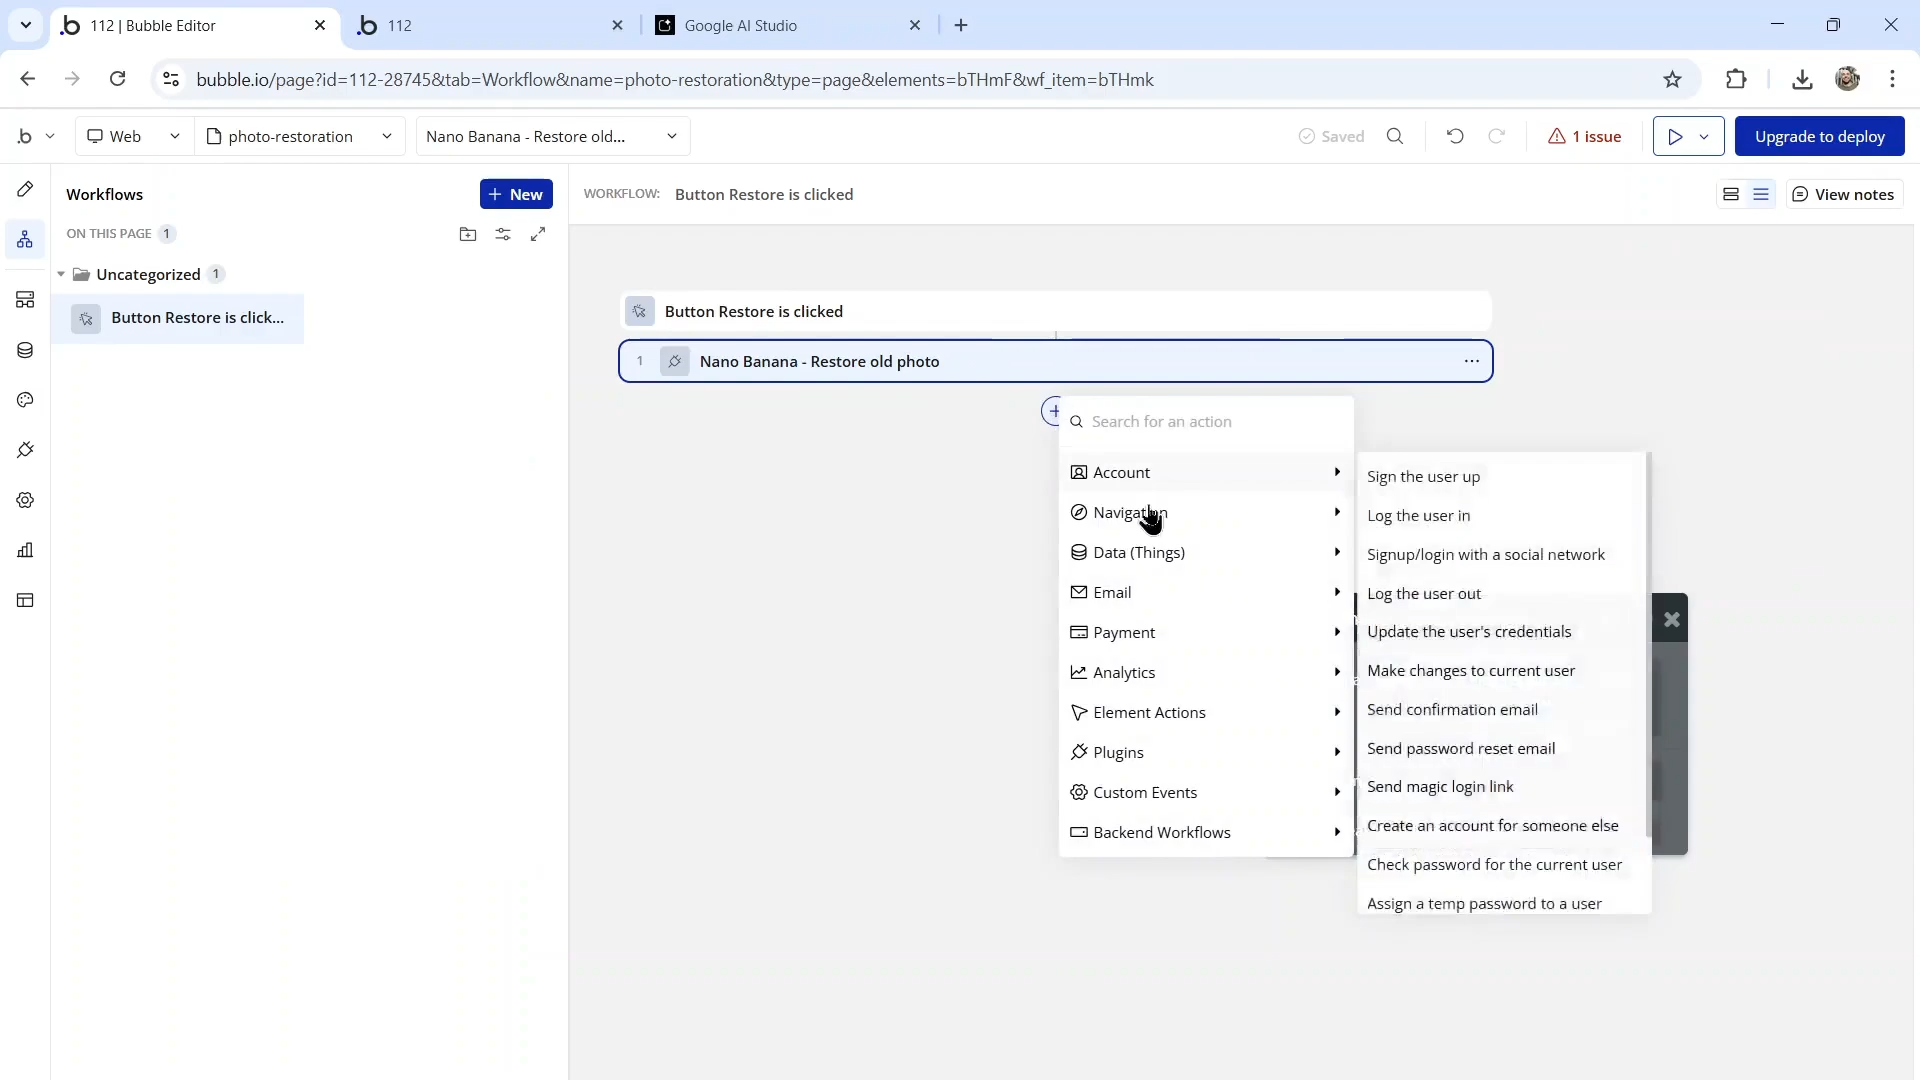 112 | Bubble Editor
112
Google AI Studio
bubble.io/page?id=112-28745&tab=Workflow&name=photo-restoration&type=page&elements=bTHmF&wf_item=bTHmk
Web
photo-restoration
Nano Banana - Restore old...
Saved
1 issue
Upgrade to deploy
Workflows
New
WORKFLOW:
Button Restore is clicked
View notes
ON THIS PAGE 1
Uncategorized 1
Button Restore is click...
Button Restore is clicked
1 Nano Banana - Restore old photo
Search for an action
Account
Navigation
Data (Things)
Email
Payment
Analytics
Element Actions
Plugins
Custom Events
Backend Workflows
Sign the user up
Log the user in
Signup/login with a social network
Log the user out
Update the user's credentials
Make changes to current user
Send confirmation email
Send password reset email
Send magic login link
Create an account for someone else
Check password for the current user
Assign a temp password to a user